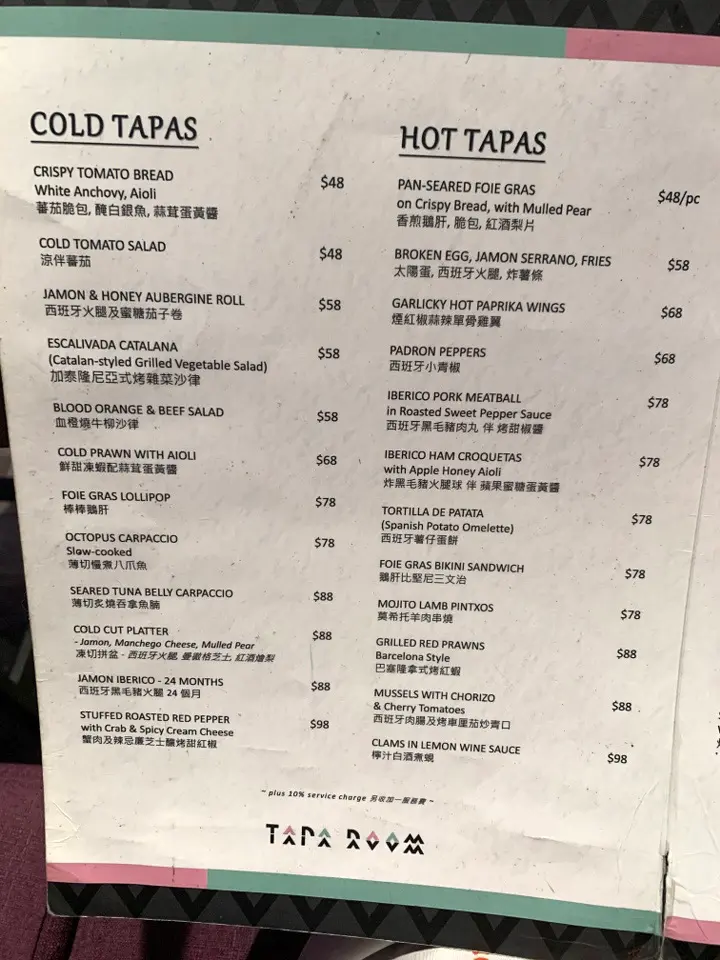 COLD TAPAS
CRISPY TOMATO BREAD $48
White Anchovy, Aioli
蕃茄脆包, 醃白銀魚, 蒜茸蛋黃醬
COLD TOMATO SALAD $48
涼伴蕃茄
JAMON & HONEY AUBERGINE ROLL $58
西班牙火腿及蜜糖茄子卷
ESCALIVADA CATALANA $58
(Catalan-styled Grilled Vegetable Salad)
加泰隆尼亞式烤雜菜沙律
BLOOD ORANGE & BEEF SALAD $58
血橙燒牛柳沙律
COLD PRAWN WITH AIOLI $68
鮮甜凍蝦配蒜茸蛋黃醬
FOIE GRAS LOLLIPOP $78
棒棒鵝肝
OCTOPUS CARPACCIO $78
Slow-cooked
薄切慢煮八爪魚
SEARED TUNA BELLY CARPACCIO $88
薄切炙燒吞拿魚腩
COLD CUT PLATTER $88
- Jamon, Manchego Cheese, Mulled Pear
凍切拼盆 - 西班牙火腿, 曼徹格芝士, 紅酒燴梨
JAMON IBERICO - 24 MONTHS $88
西班牙黑毛豬火腿 24 個月
STUFFED ROASTED RED PEPPER $98
with Crab & Spicy Cream Cheese
蟹肉及辣忌廉芝士釀烤甜紅椒
HOT TAPAS
PAN-SEARED FOIE GRAS $48/pc
on Crispy Bread, with Mulled Pear
香煎鵝肝, 脆包, 紅酒梨片
BROKEN EGG, JAMON SERRANO, FRIES $58
太陽蛋, 西班牙火腿, 炸薯條
GARLICKY HOT PAPRIKA WINGS $68
煙紅椒蒜辣單骨雞翼
PADRON PEPPERS $68
西班牙小青椒
IBERICO PORK MEATBALL $78
in Roasted Sweet Pepper Sauce
西班牙黑毛豬肉丸 伴 烤甜椒醬
IBERICO HAM CROQUETAS $78
with Apple Honey Aioli
炸黑毛豬火腿球 伴 蘋果蜜糖蛋黃醬
TORTILLA DE PATATA $78
(Spanish Potato Omelette)
西班牙薯仔蛋餅
FOIE GRAS BIKINI SANDWICH $78
鵝肝比堅尼三文治
MOJITO LAMB PINTXOS $78
莫希托羊肉串燒
GRILLED RED PRAWNS $88
Barcelona Style
巴塞隆拿式烤紅蝦
MUSSELS WITH CHORIZO $88
& Cherry Tomatoes
西班牙肉腸及烤車厘茄炒青口
CLAMS IN LEMON WINE SAUCE $98
檸汁白酒煮蜆
~ plus 10% service charge 另收加一服務費 ~
TAPA ROOM